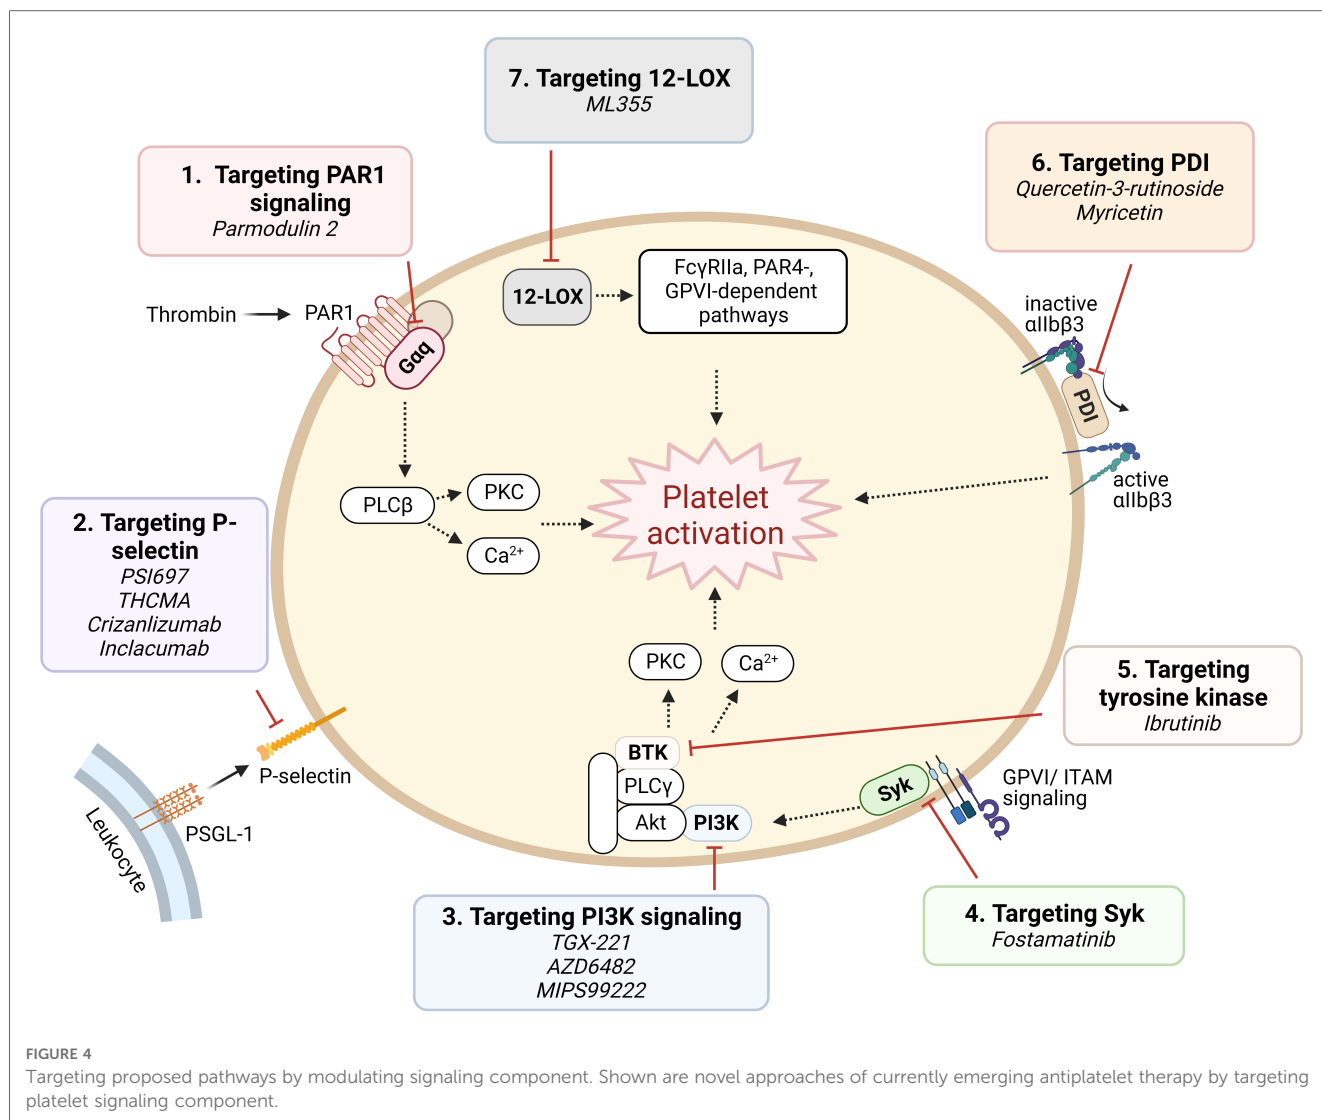 7. Targeting 12-LOX
ML355
1. Targeting PAR1
signaling
Parmodulin 2
6. Targeting PDI
Quercetin-3-rutinoside
Myricetin
Thrombin
PAR1
Gαq
12-LOX
FcγRIIa, PAR4-,
GPVI-dependent
pathways
inactive
αIIbβ3
PDI
active
αIIbβ3
PLCβ
PKC
Ca²⁺
Platelet
activation
2. Targeting P-
selectin
PSI697
THCMA
Crizanlizumab
Inclacumab
P-selectin
PSGL-1
Leukocyte
PKC
Ca²⁺
BTK
PLCγ
Akt
PI3K
Syk
GPVI/ ITAM
signaling
5. Targeting
tyrosine kinase
Ibrutinib
3. Targeting PI3K signaling
TGX-221
AZD6482
MIPS99222
4. Targeting Syk
Fostamatinib
FIGURE 4
Targeting proposed pathways by modulating signaling component. Shown are novel approaches of currently emerging antiplatelet therapy by targeting
platelet signaling component.